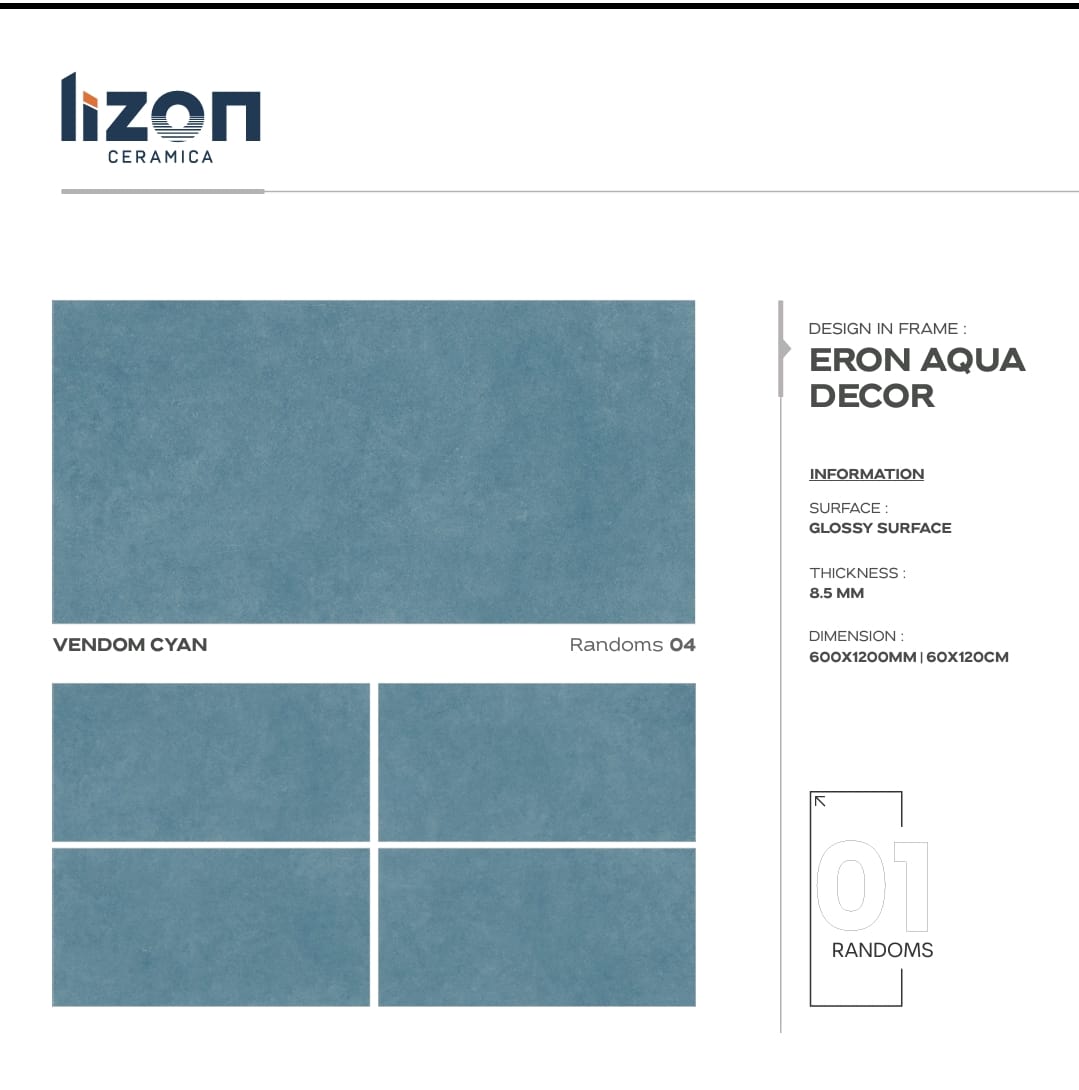 lizon
CERAMICA
VENDOM CYAN
Randoms 04
DESIGN IN FRAME :
ERON AQUA
DECOR
INFORMATION
SURFACE :
GLOSSY SURFACE
THICKNESS :
8.5 MM
DIMENSION :
600X1200MM | 60X120CM
01
RANDOMS